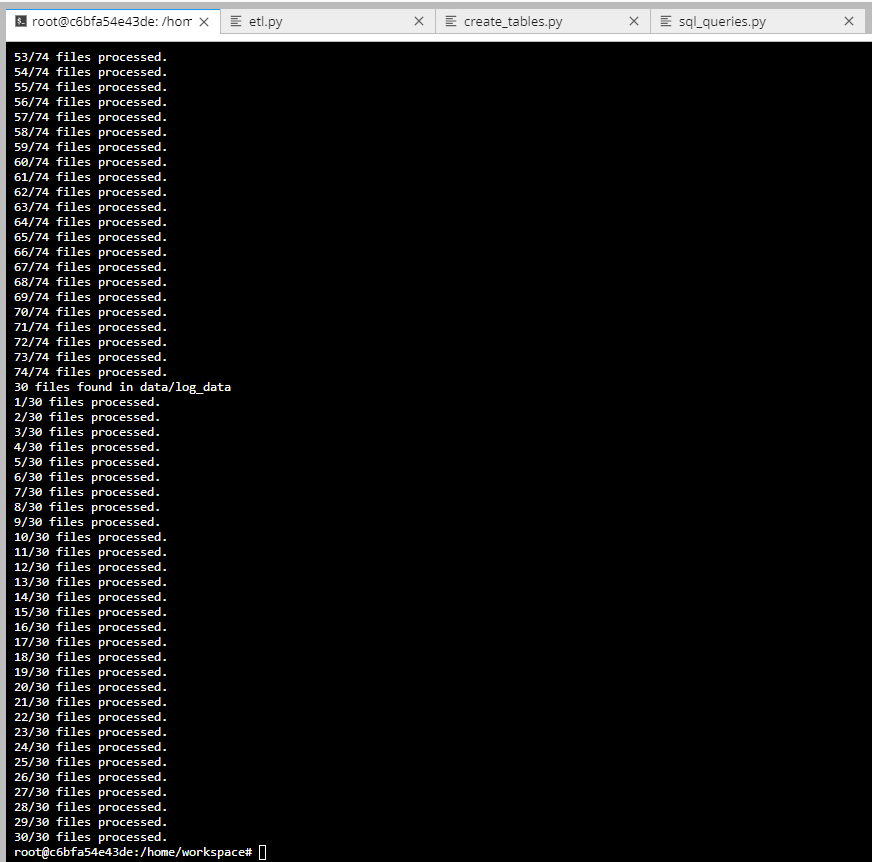 root@c6bfa54e43de: /hom
etl.py
create_tables.py
sql_queries.py
53/74 files processed.
54/74 files processed.
55/74 files processed.
56/74 files processed.
57/74 files processed.
58/74 files processed.
59/74 files processed.
60/74 files processed.
61/74 files processed.
62/74 files processed.
63/74 files processed.
64/74 files processed.
65/74 files processed.
66/74 files processed.
67/74 files processed.
68/74 files processed.
69/74 files processed.
70/74 files processed.
71/74 files processed.
72/74 files processed.
73/74 files processed.
74/74 files processed.
30 files found in data/log_data
1/30 files processed.
2/30 files processed.
3/30 files processed.
4/30 files processed.
5/30 files processed.
6/30 files processed.
7/30 files processed.
8/30 files processed.
9/30 files processed.
10/30 files processed.
11/30 files processed.
12/30 files processed.
13/30 files processed.
14/30 files processed.
15/30 files processed.
16/30 files processed.
17/30 files processed.
18/30 files processed.
19/30 files processed.
20/30 files processed.
21/30 files processed.
22/30 files processed.
23/30 files processed.
24/30 files processed.
25/30 files processed.
26/30 files processed.
27/30 files processed.
28/30 files processed.
29/30 files processed.
30/30 files processed.
root@c6bfa54e43de:/home/workspace#